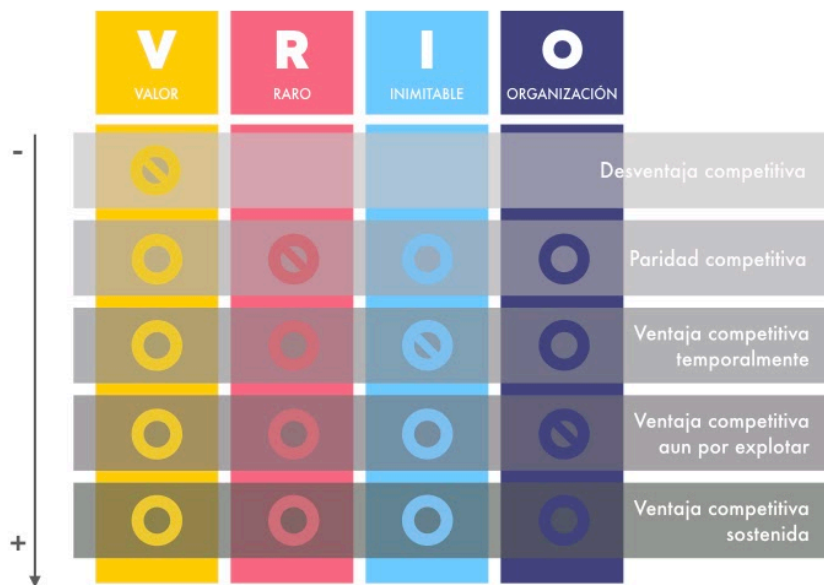 V R I O
VALOR RARO INIMITABLE ORGANIZACIÓN
-
Desventaja competitiva
Paridad competitiva
Ventaja competitiva
temporalmente
Ventaja competitiva
aun por explotar
Ventaja competitiva
sostenida
+